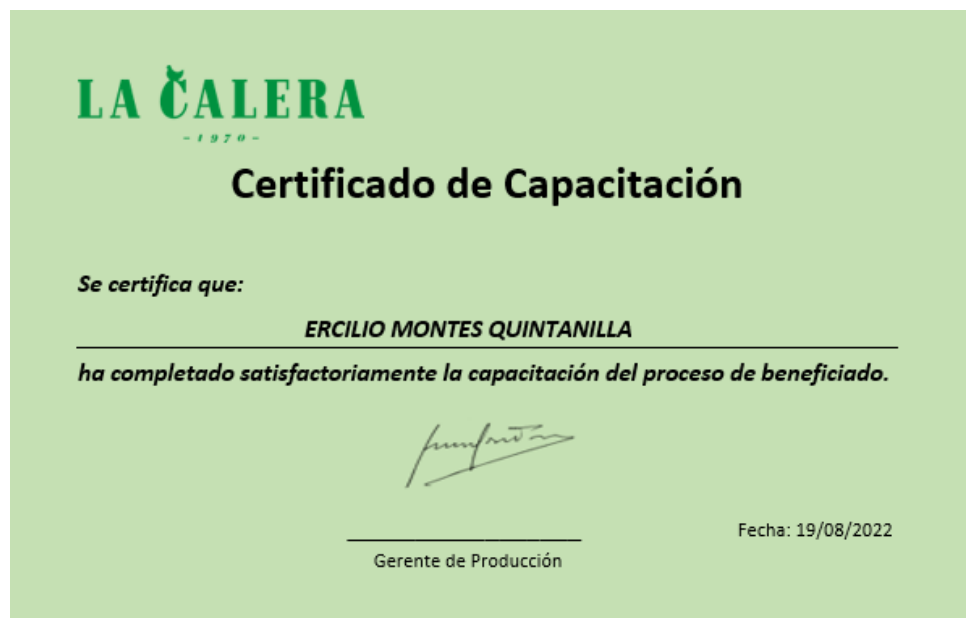 LA CALERA
-1970-
Certificado de Capacitación
Se certifica que:
ERCILIO MONTES QUINTANILLA
ha completado satisfactoriamente la capacitación del proceso de beneficiado.
Fecha: 19/08/2022
Gerente de Producción